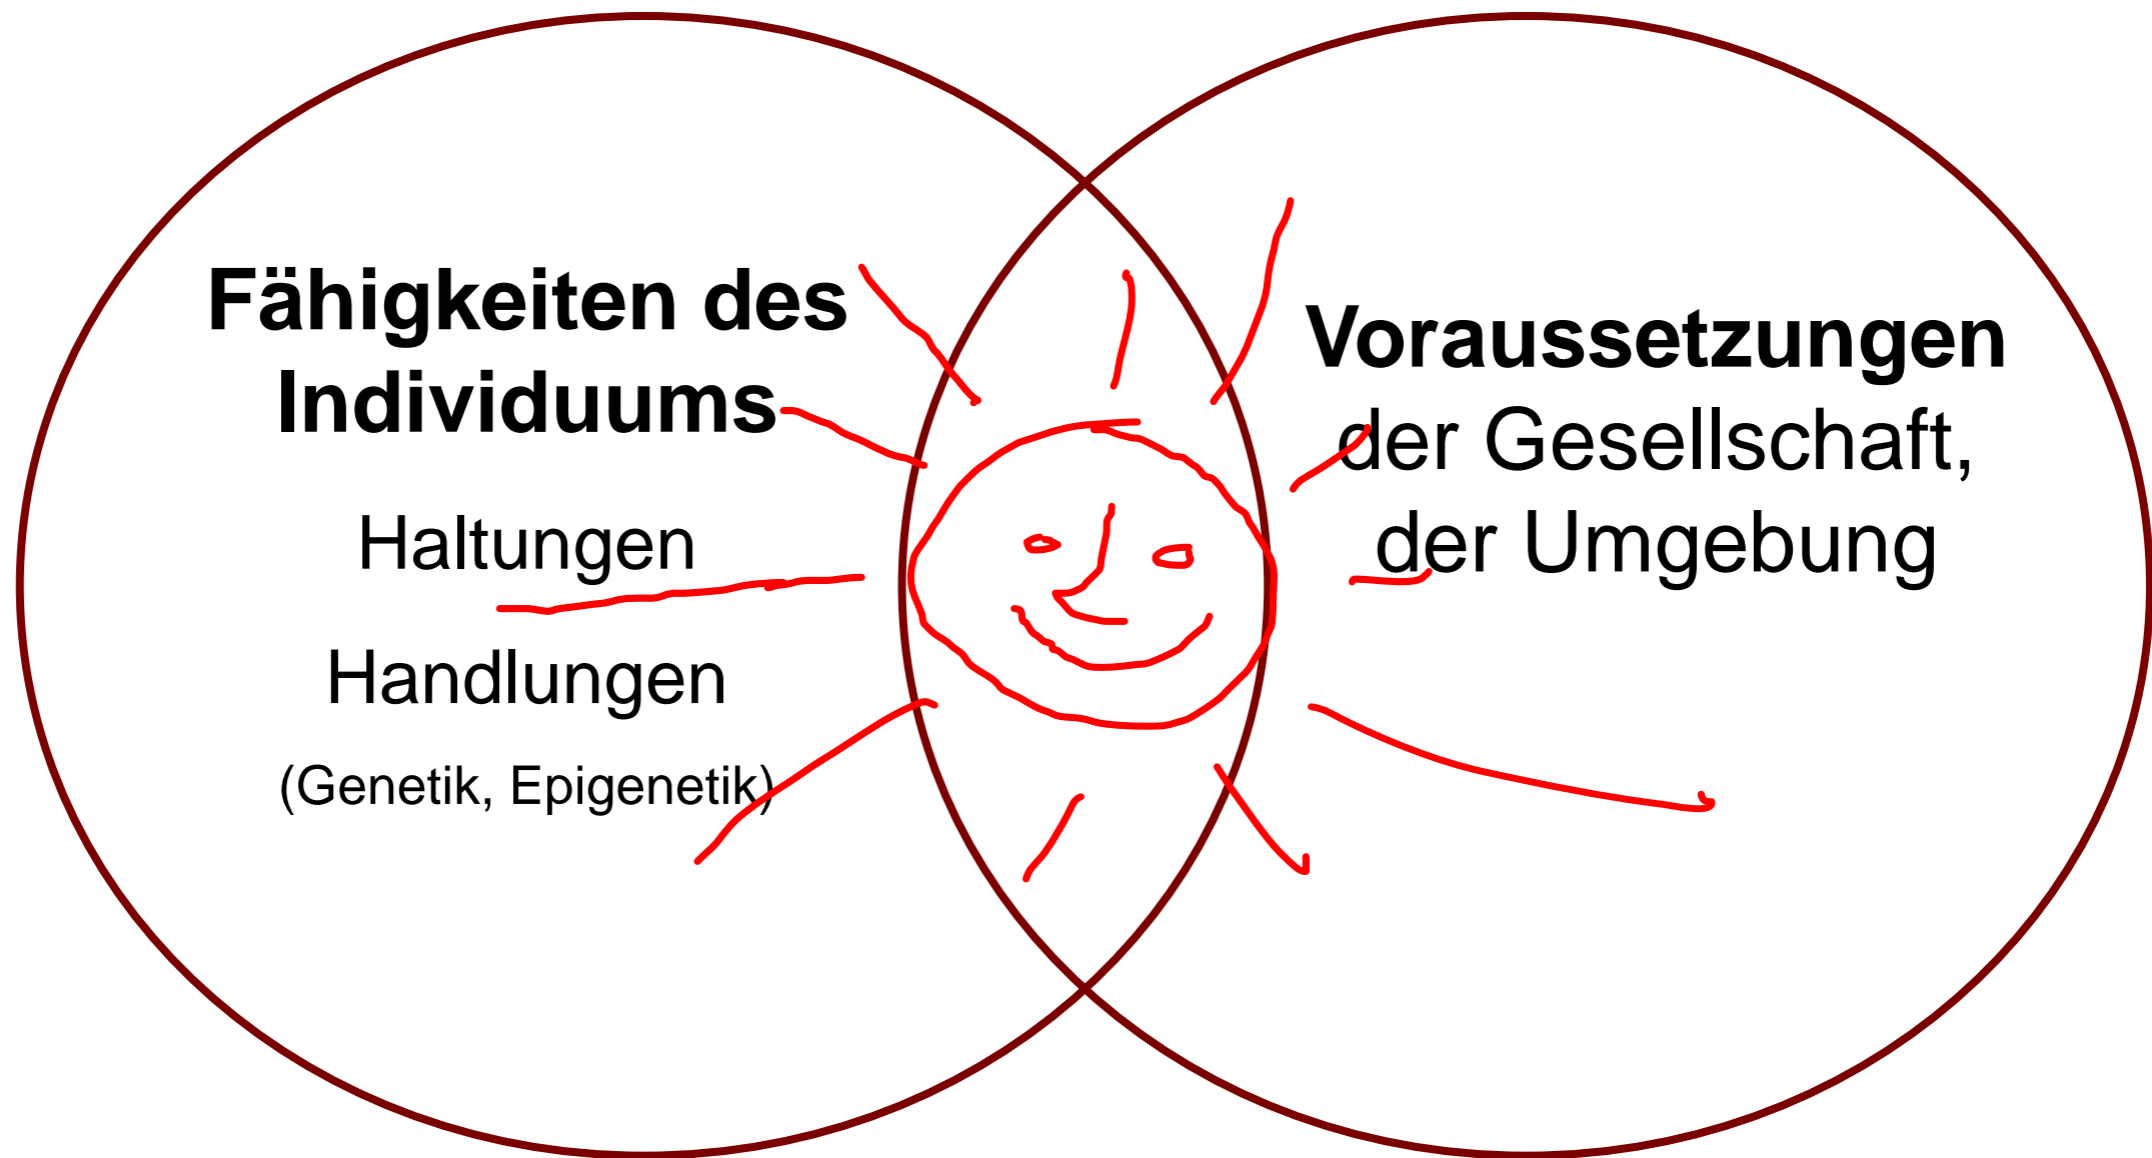 Fähigkeiten des
Individuums
Haltungen
Handlungen
(Genetik, Epigenetik)
Voraussetzungen
der Gesellschaft,
der Umgebung